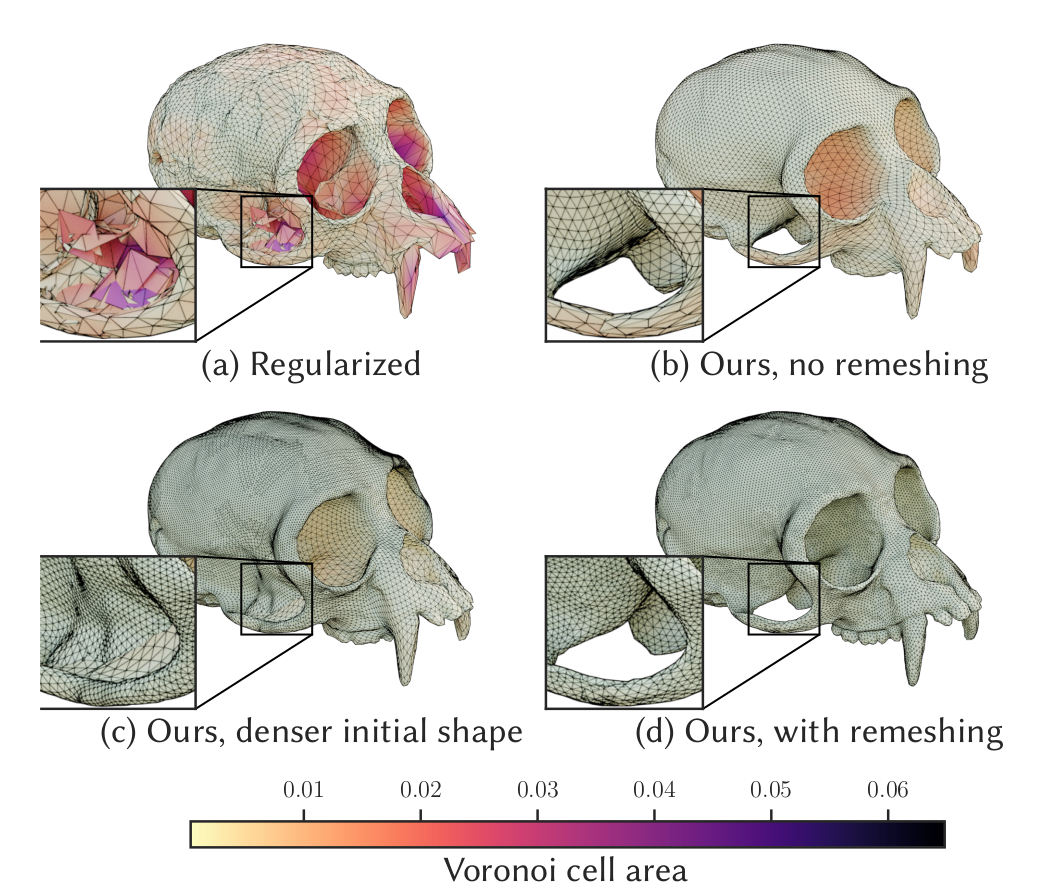 (a) Regularized
(b) Ours, no remeshing
(c) Ours, denser initial shape
(d) Ours, with remeshing
0.01 0.02 0.03 0.04 0.05 0.06
Voronoi cell area